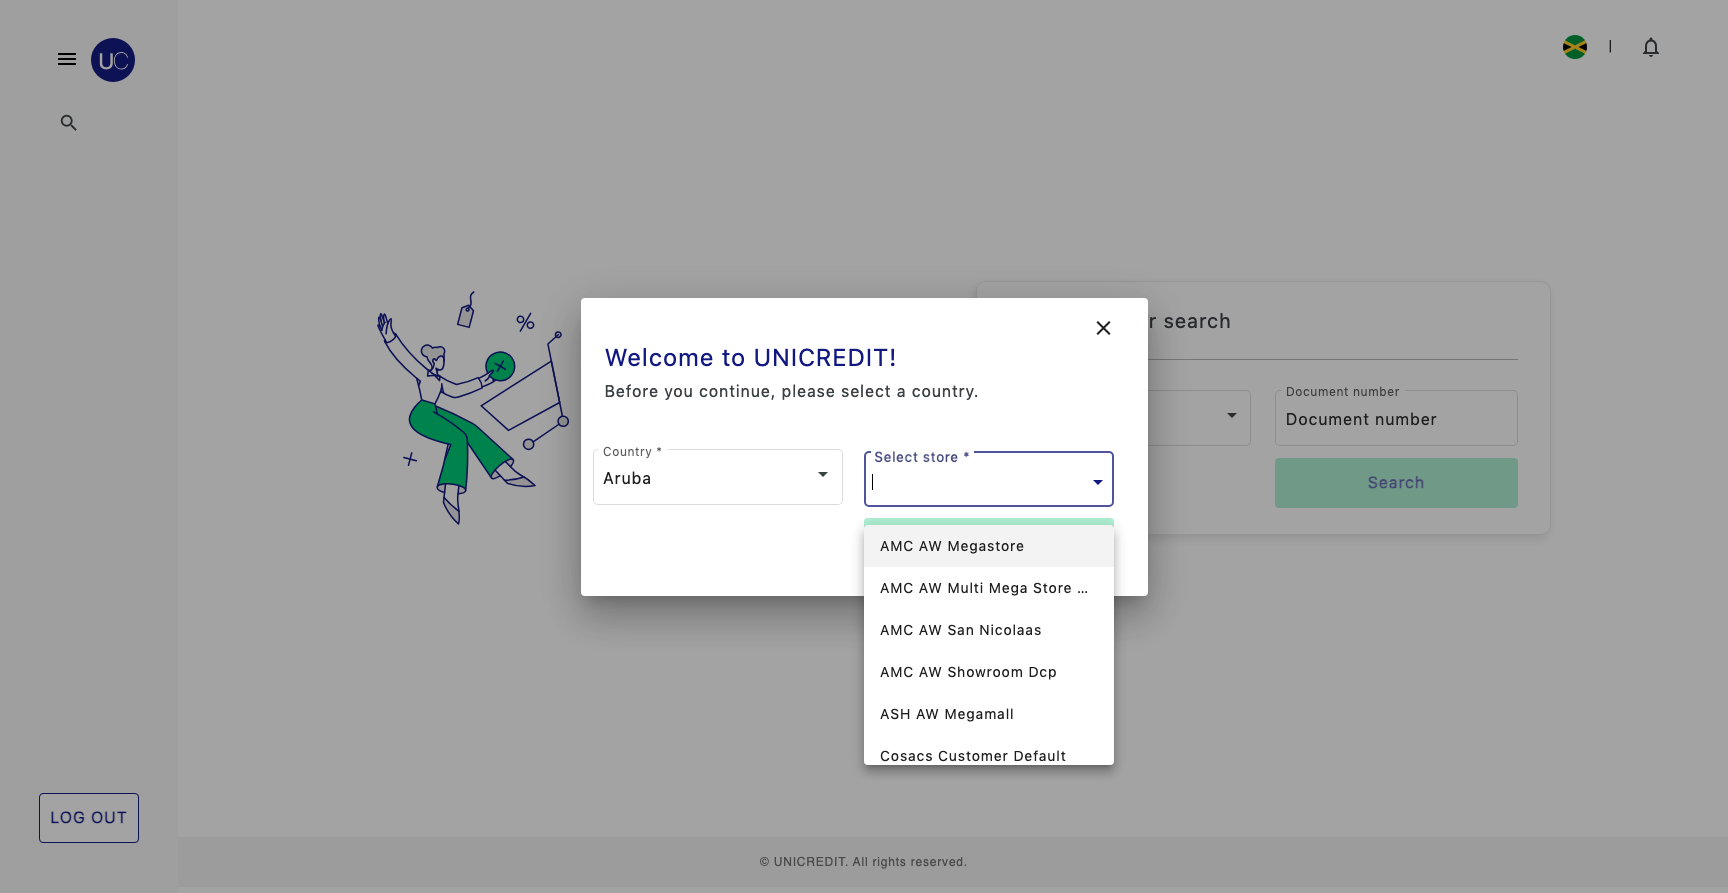 UC
Welcome to UNICREDIT!
Before you continue, please select a country.
Country *
Aruba
Select store *
AMC AW Megastore
AMC AW Multi Mega Store ...
AMC AW San Nicolaas
AMC AW Showroom Dcp
ASH AW Megamall
Cosacs Customer Default
r search
Document number
Document number
Search
LOG OUT
© UNICREDIT. All rights reserved.